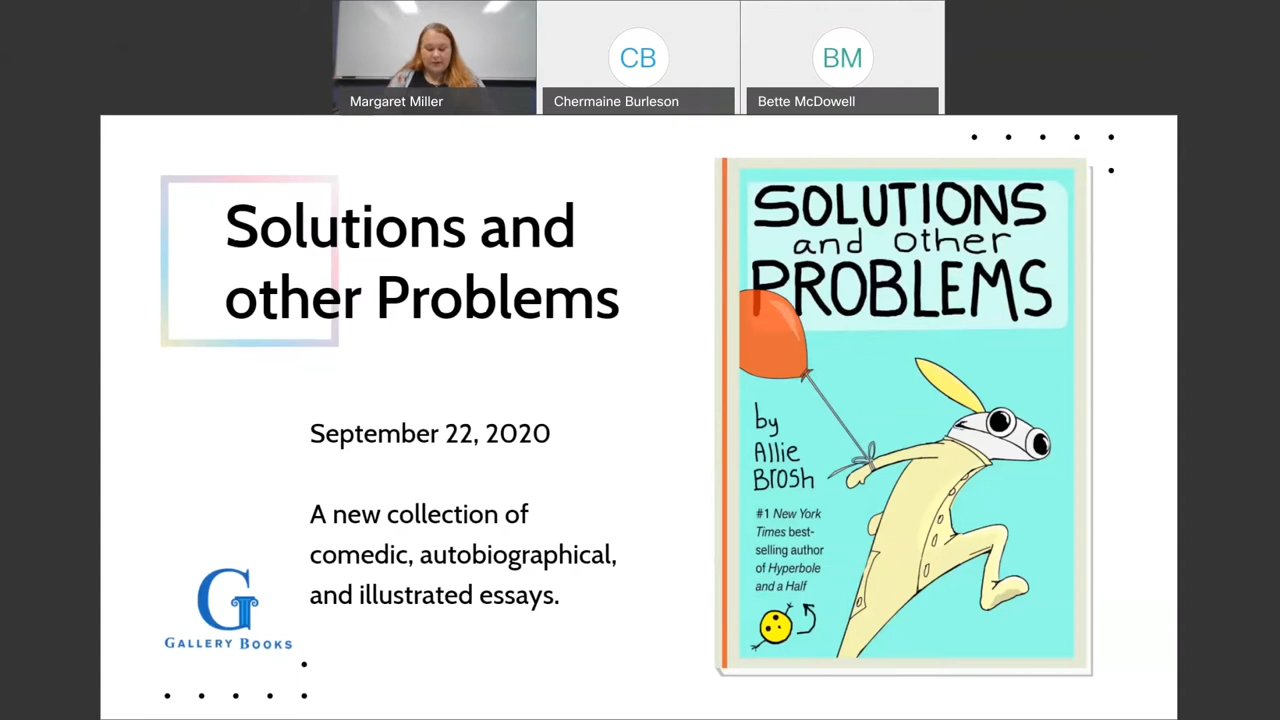 CB
BM
Margaret Miller
Chermaine Burleson
Bette McDowell
Solutions and
other Problems
September 22, 2020
A new collection of
comedic, autobiographical,
and illustrated essays.
G
GALLERY BOOKS
SOLUTIONS
and other
PROBLEMS
by
Allie
Brosh
#1 New York
Times best-
selling author
of Hyperbole
and a Half